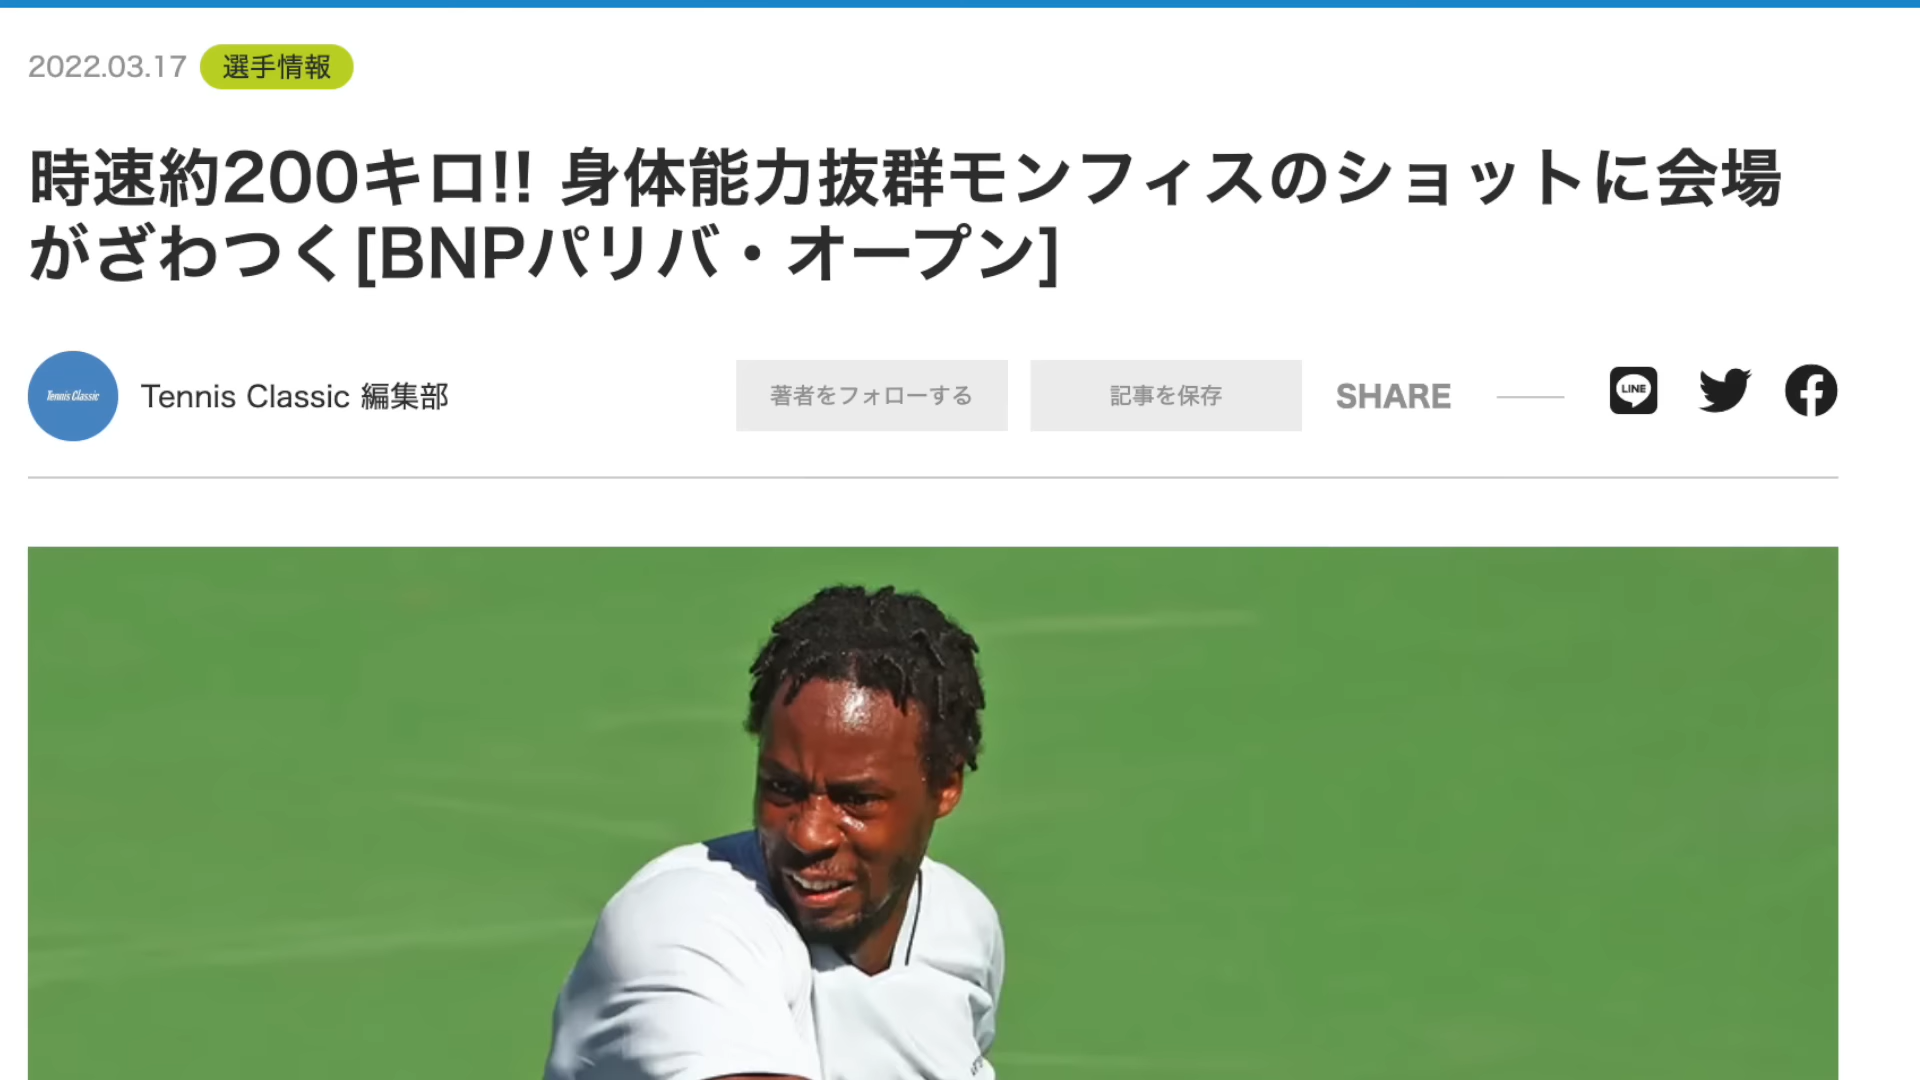 2022.03.17 選手情報
時速約200キロ!! 身体能力抜群モンフィスのショットに会場
がざわつく[BNPパリバ・オープン]
Tennis Classic
Tennis Classic 編集部
著者をフォローする
記事を保存
SHARE
LINE